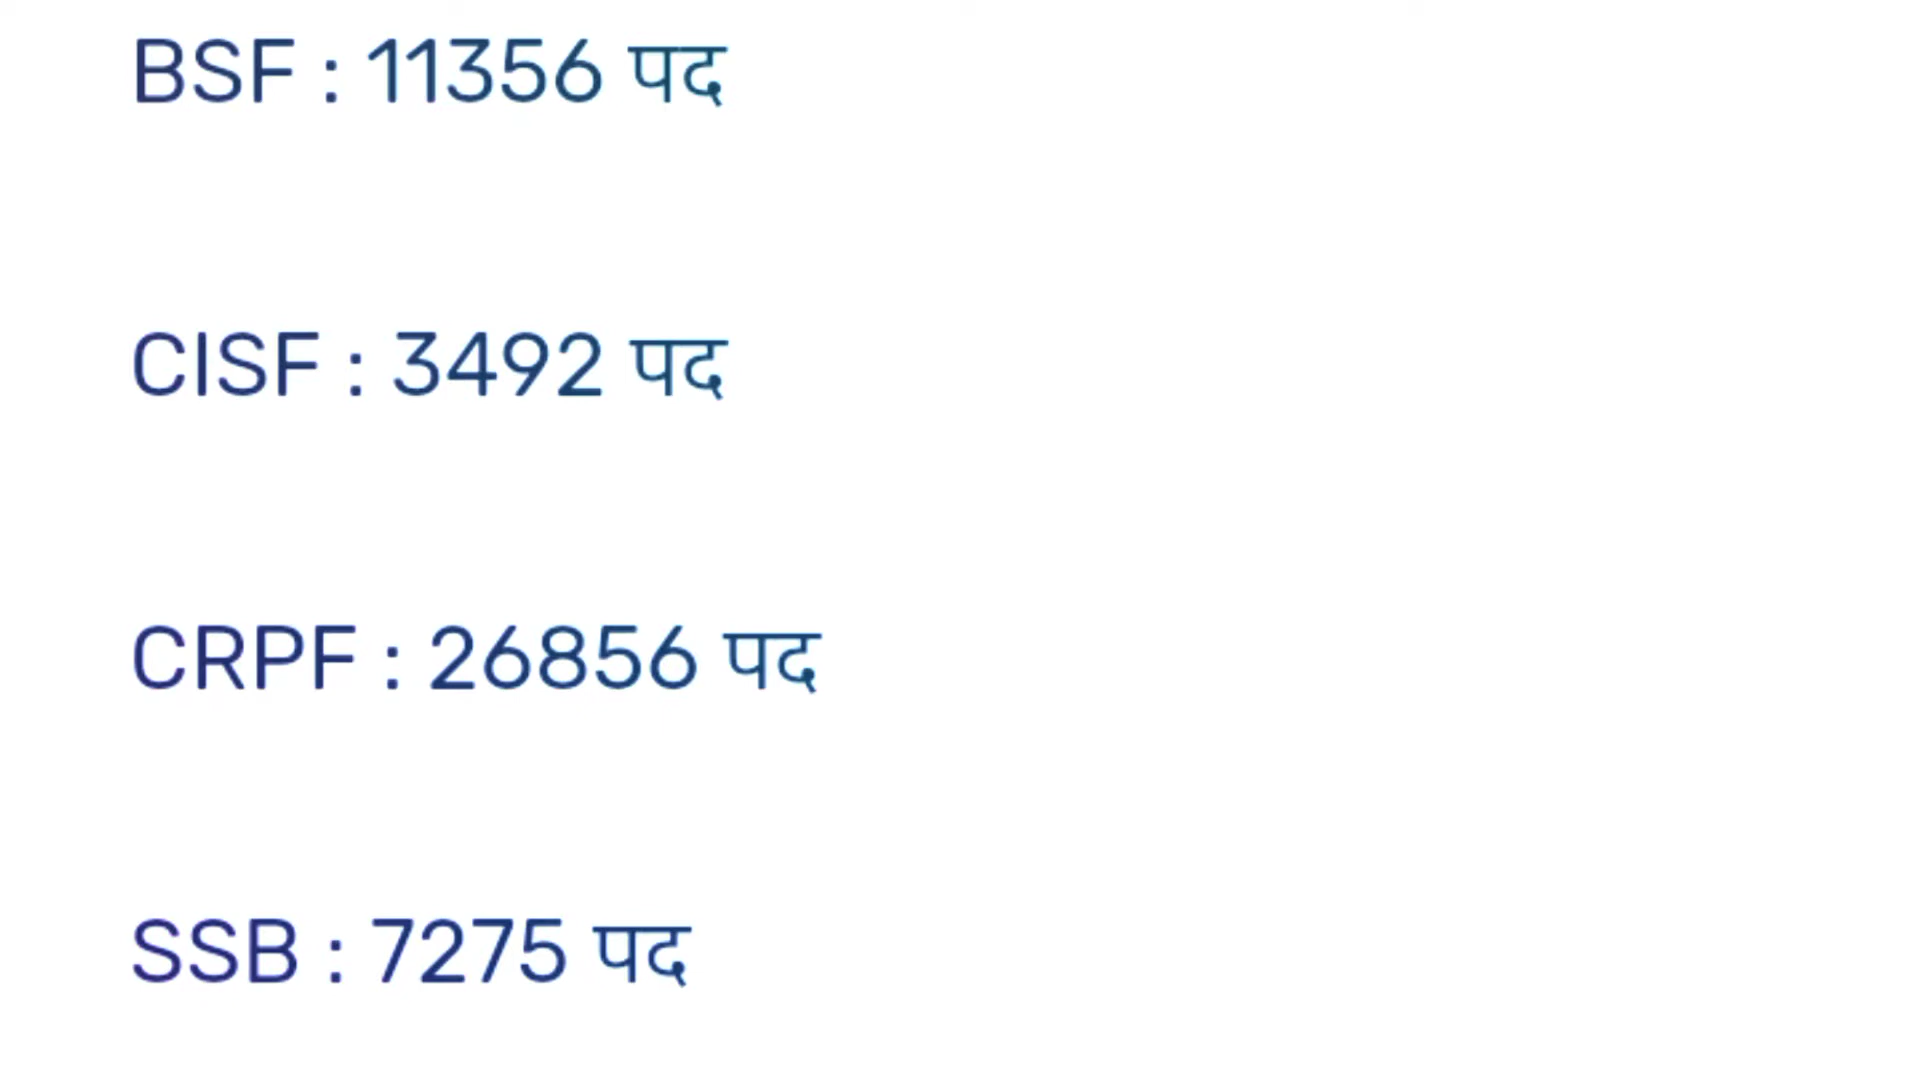 BSF : 11356 पद
CISF : 3492 पद
CRPF : 26856 पद
SSB : 7275 पद